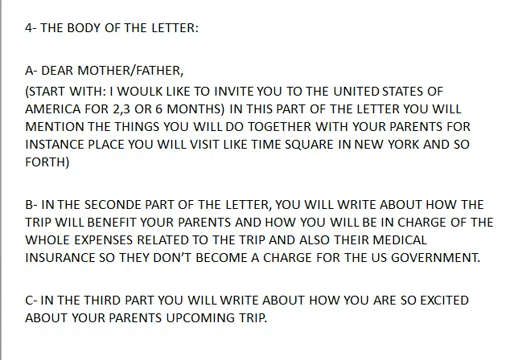 4- THE BODY OF THE LETTER:
A- DEAR MOTHER/FATHER,
(START WITH: I WOULK LIKE TO INVITE YOU TO THE UNITED STATES OF
AMERICA FOR 2,3 OR 6 MONTHS) IN THIS PART OF THE LETTER YOU WILL
MENTION THE THINGS YOU WILL DO TOGETHER WITH YOUR PARENTS FOR
INSTANCE PLACE YOU WILL VISIT LIKE TIME SQUARE IN NEW YORK AND SO
FORTH)
B- IN THE SECONDE PART OF THE LETTER, YOU WILL WRITE ABOUT HOW THE
TRIP WILL BENEFIT YOUR PARENTS AND HOW YOU WILL BE IN CHARGE OF THE
WHOLE EXPENSES RELATED TO THE TRIP AND ALSO THEIR MEDICAL
INSURANCE SO THEY DON'T BECOME A CHARGE FOR THE US GOVERNMENT.
C- IN THE THIRD PART YOU WILL WRITE ABOUT HOW YOU ARE SO EXCITED
ABOUT YOUR PARENTS UPCOMING TRIP.